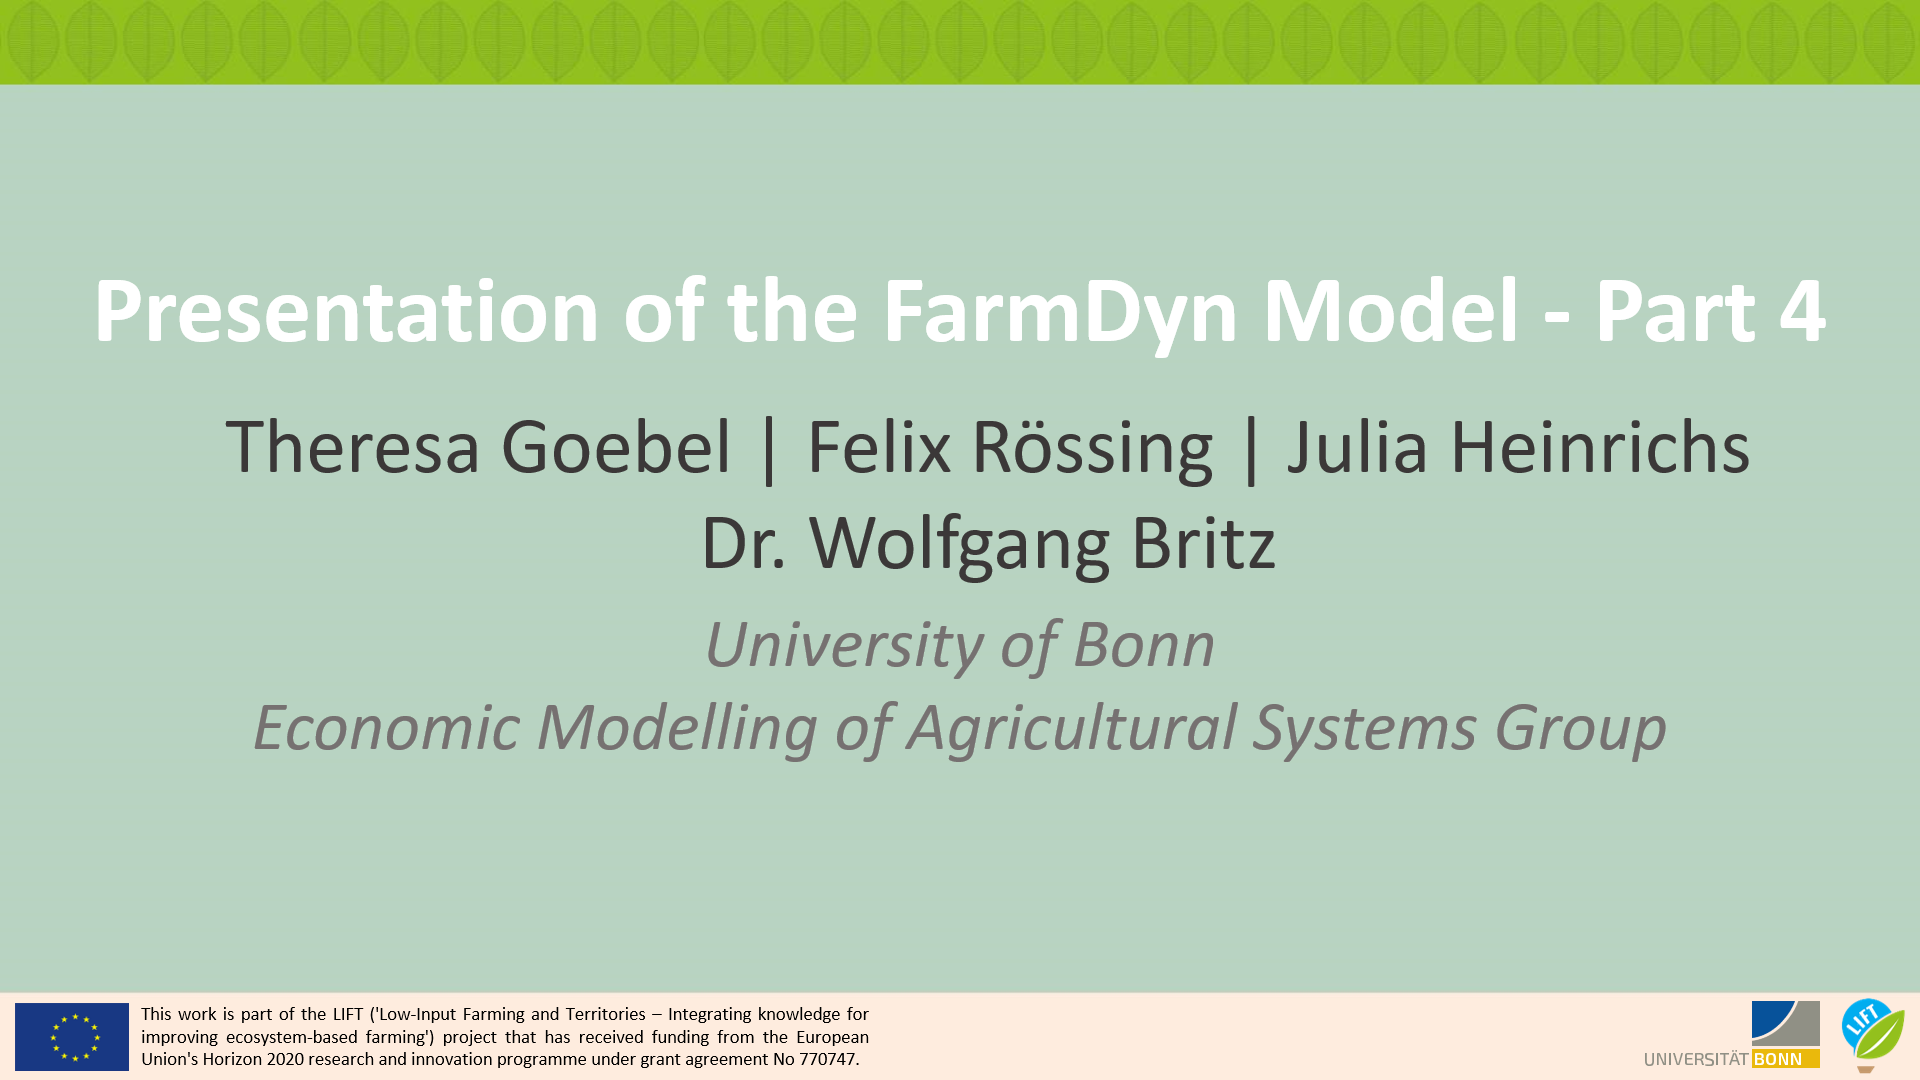 Presentation of the FarmDyn Model - Part 4
Theresa Goebel | Felix Rössing | Julia Heinrichs
Dr. Wolfgang Britz
University of Bonn
Economic Modelling of Agricultural Systems Group
This work is part of the LIFT ('Low-Input Farming and Territories – Integrating knowledge for
improving ecosystem-based farming') project that has received funding from the European
Union's Horizon 2020 research and innovation programme under grant agreement No 770747.
UNIVERSITÄT BONN
LIFT